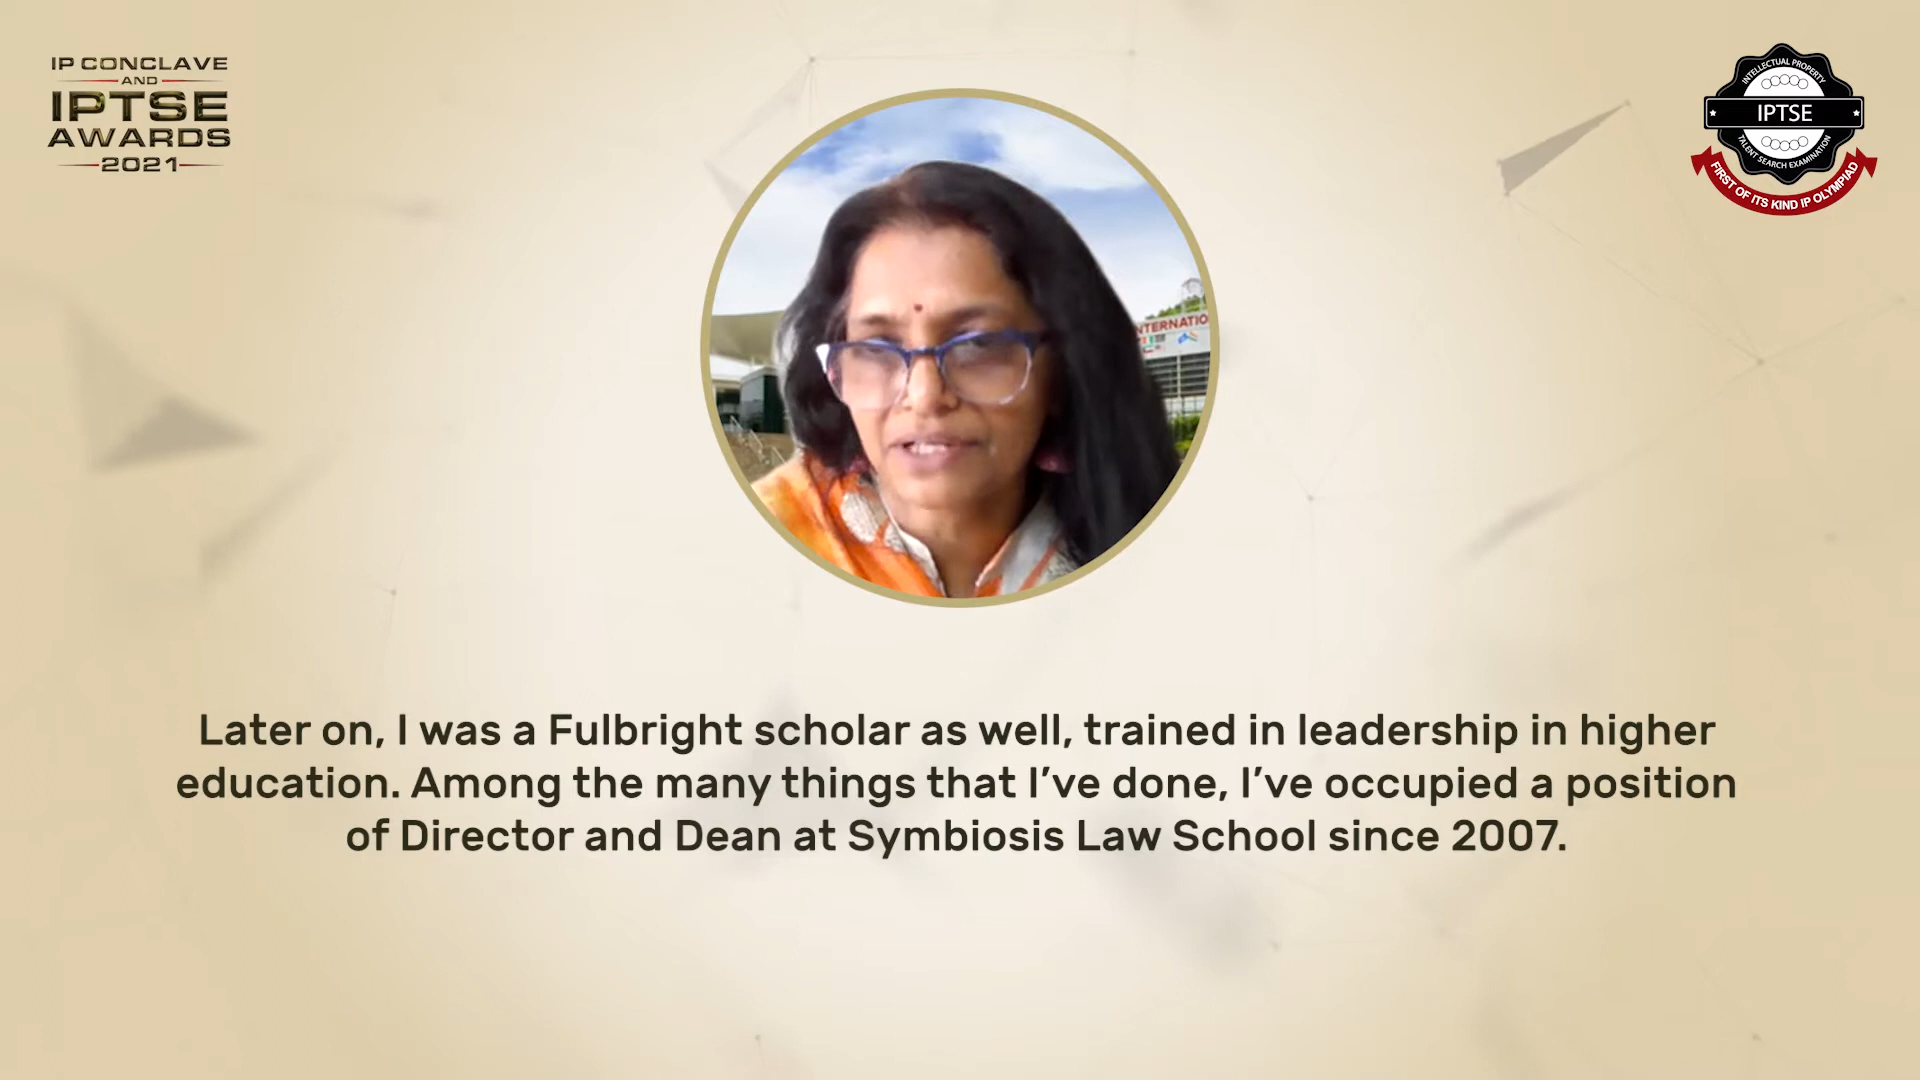 IP CONCLAVE
AND
IPTSE
AWARDS
2021
INTELLECTUAL PROPERTY
IPTSE
TALENT SEARCH EXAMINATION
FIRST OF ITS KIND IP OLYMPIAD
NTERNATIO
Later on, I was a Fulbright scholar as well, trained in leadership in higher
education. Among the many things that I've done, I've occupied a position
of Director and Dean at Symbiosis Law School since 2007.